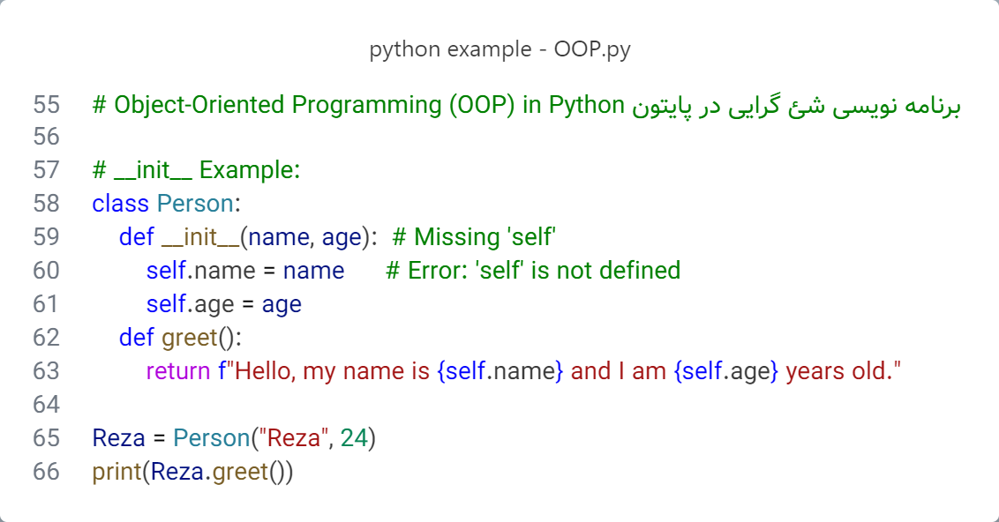 python example - OOP.py
55 # Object-Oriented Programming (OOP) in Python برنامه نویسی شئ گرایی در پایتون
56
57 # __init__ Example:
58 class Person:
59     def __init__(name, age):  # Missing 'self'
60         self.name = name      # Error: 'self' is not defined
61         self.age = age
62     def greet():
63         return f"Hello, my name is {self.name} and I am {self.age} years old."
64
65 Reza = Person("Reza", 24)
66 print(Reza.greet())